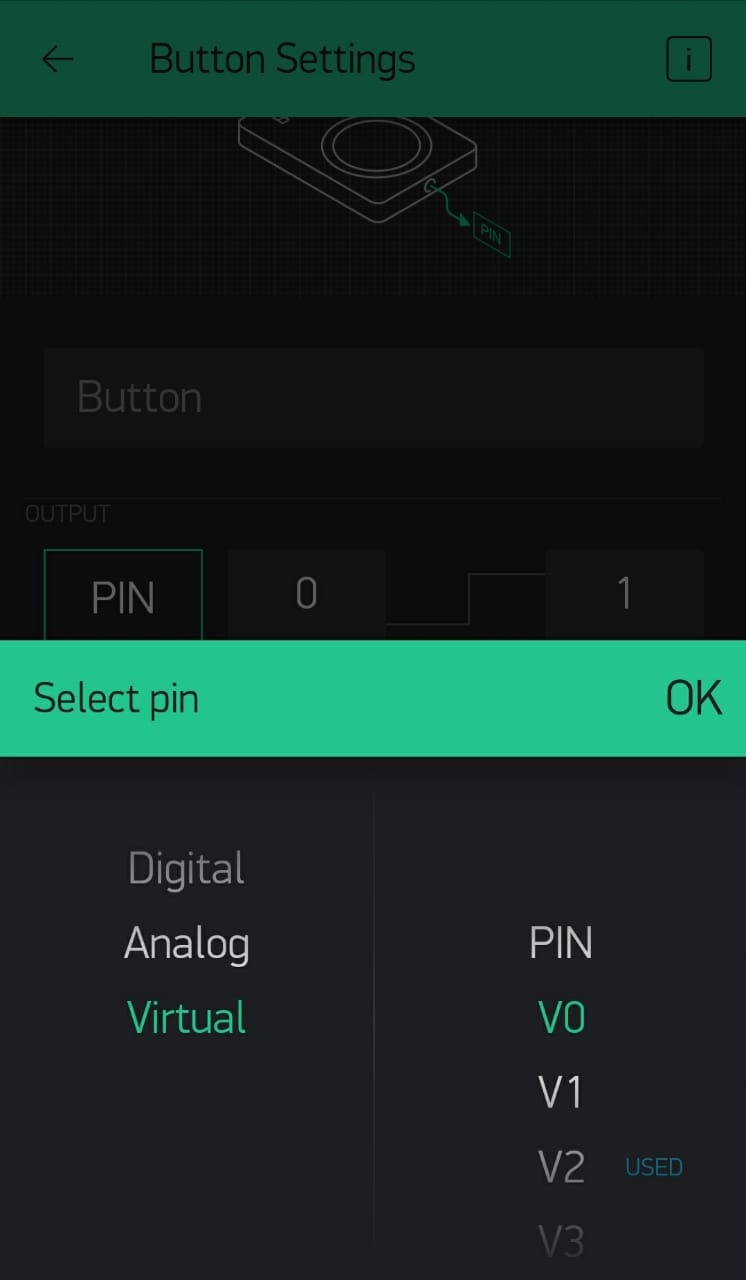 Button Settings
i
PIN
Button
OUTPUT
PIN 0 1
Select pin OK
Digital
Analog PIN
Virtual V0
V1
V2 USED
V3